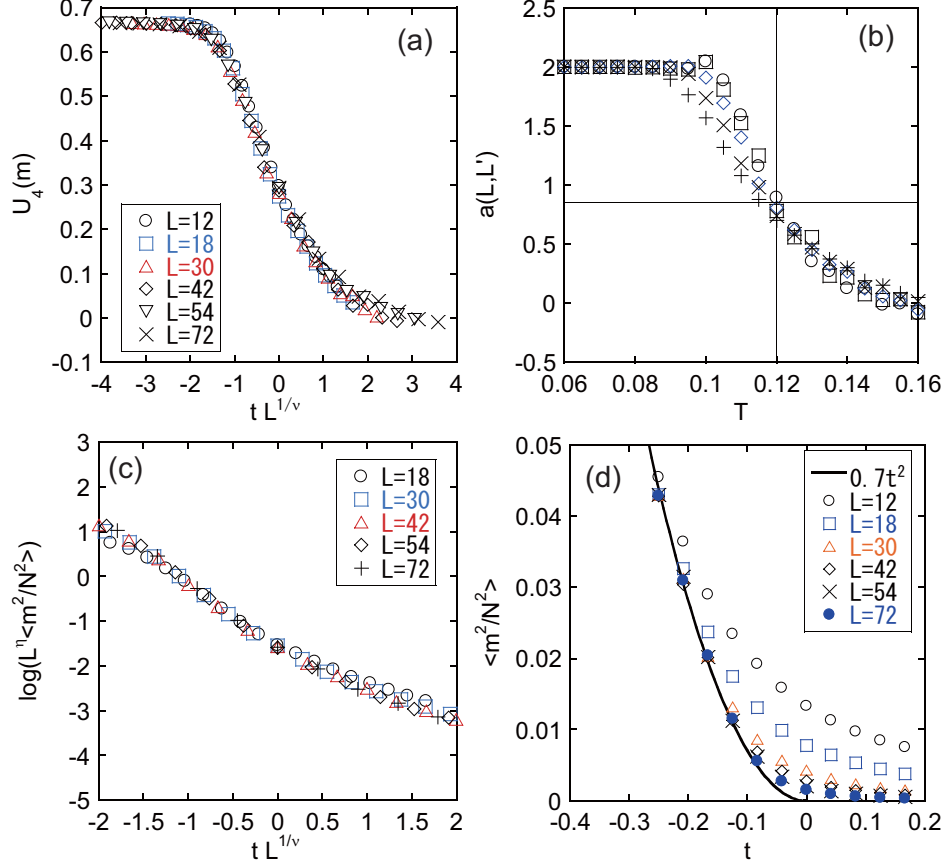 0.7
0.6
0.5
0.4
0.3
0.2
0.1
0
-0.1
U_4(m)
(a)
L=12
L=18
L=30
L=42
L=54
L=72
-4 -3 -2 -1 0 1 2 3 4
t L^{1/ν}
2.5
2
1.5
1
0.5
0
-0.5
a(L,L')
(b)
0.06 0.08 0.1 0.12 0.14 0.16
T
3
2
1
0
-1
-2
-3
-4
-5
log(L^η<m²/N²>)
(c)
L=18
L=30
L=42
L=54
L=72
-2 -1.5 -1 -0.5 0 0.5 1 1.5 2
t L^{1/ν}
0.05
0.04
0.03
0.02
0.01
0
<m²/N²>
(d)
0.7t²
L=12
L=18
L=30
L=42
L=54
L=72
-0.4 -0.3 -0.2 -0.1 0 0.1 0.2
t